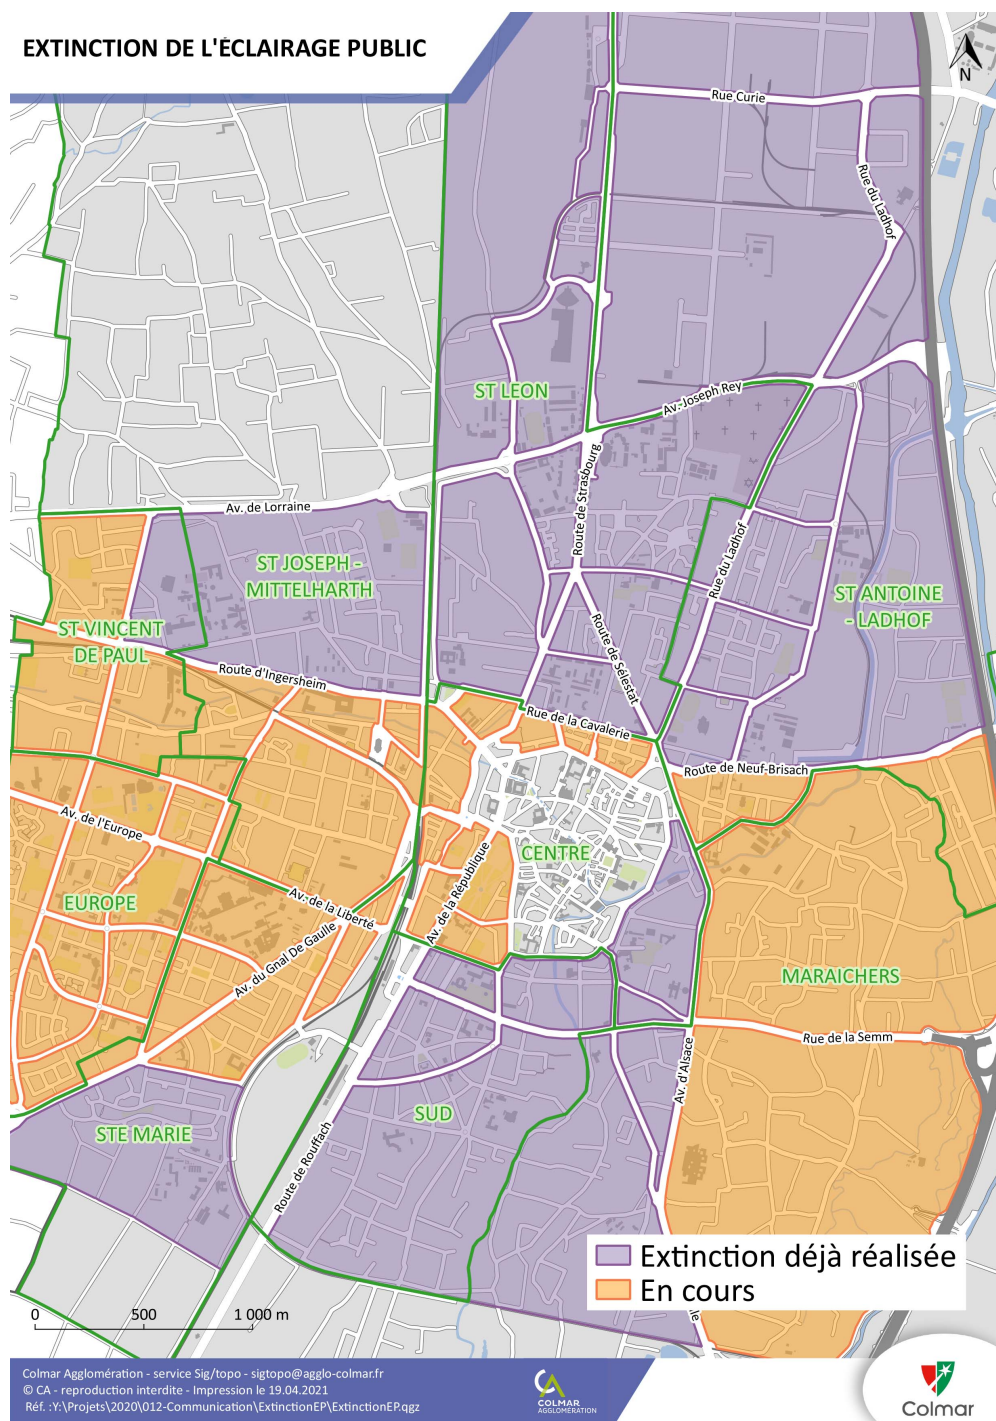 EXTINCTION DE L'ÉCLAIRAGE PUBLIC
N
Rue Curie
Rue du Ladhof
ST LEON
Av. Joseph Rey
Route de Strasbourg
Av. de Lorraine
ST JOSEPH -
MITTELHARTH
Rue du Ladhof
ST ANTOINE
- LADHOF
ST VINCENT
DE PAUL
Route d'Ingersheim
Route de Sélestat
Rue de la Cavalerie
Route de Neuf-Brisach
Av. de l'Europe
CENTRE
Av. de la République
EUROPE
Av. de la Liberté
Av. du Gnal De Gaulle
MARAICHERS
Rue de la Semm
Av. d'Alsace
STE MARIE
SUD
Route de Rouffach
Extinction déjà réalisée
En cours
0 500 1 000 m
Colmar Agglomération - service Sig/topo - sigtopo@agglo-colmar.fr
© CA - reproduction interdite - Impression le 19.04.2021
Réf. :Y:\Projets\2020\012-Communication\ExtinctionEP\ExtinctionEP.qgz
COLMAR
AGGLOMÉRATION
Colmar